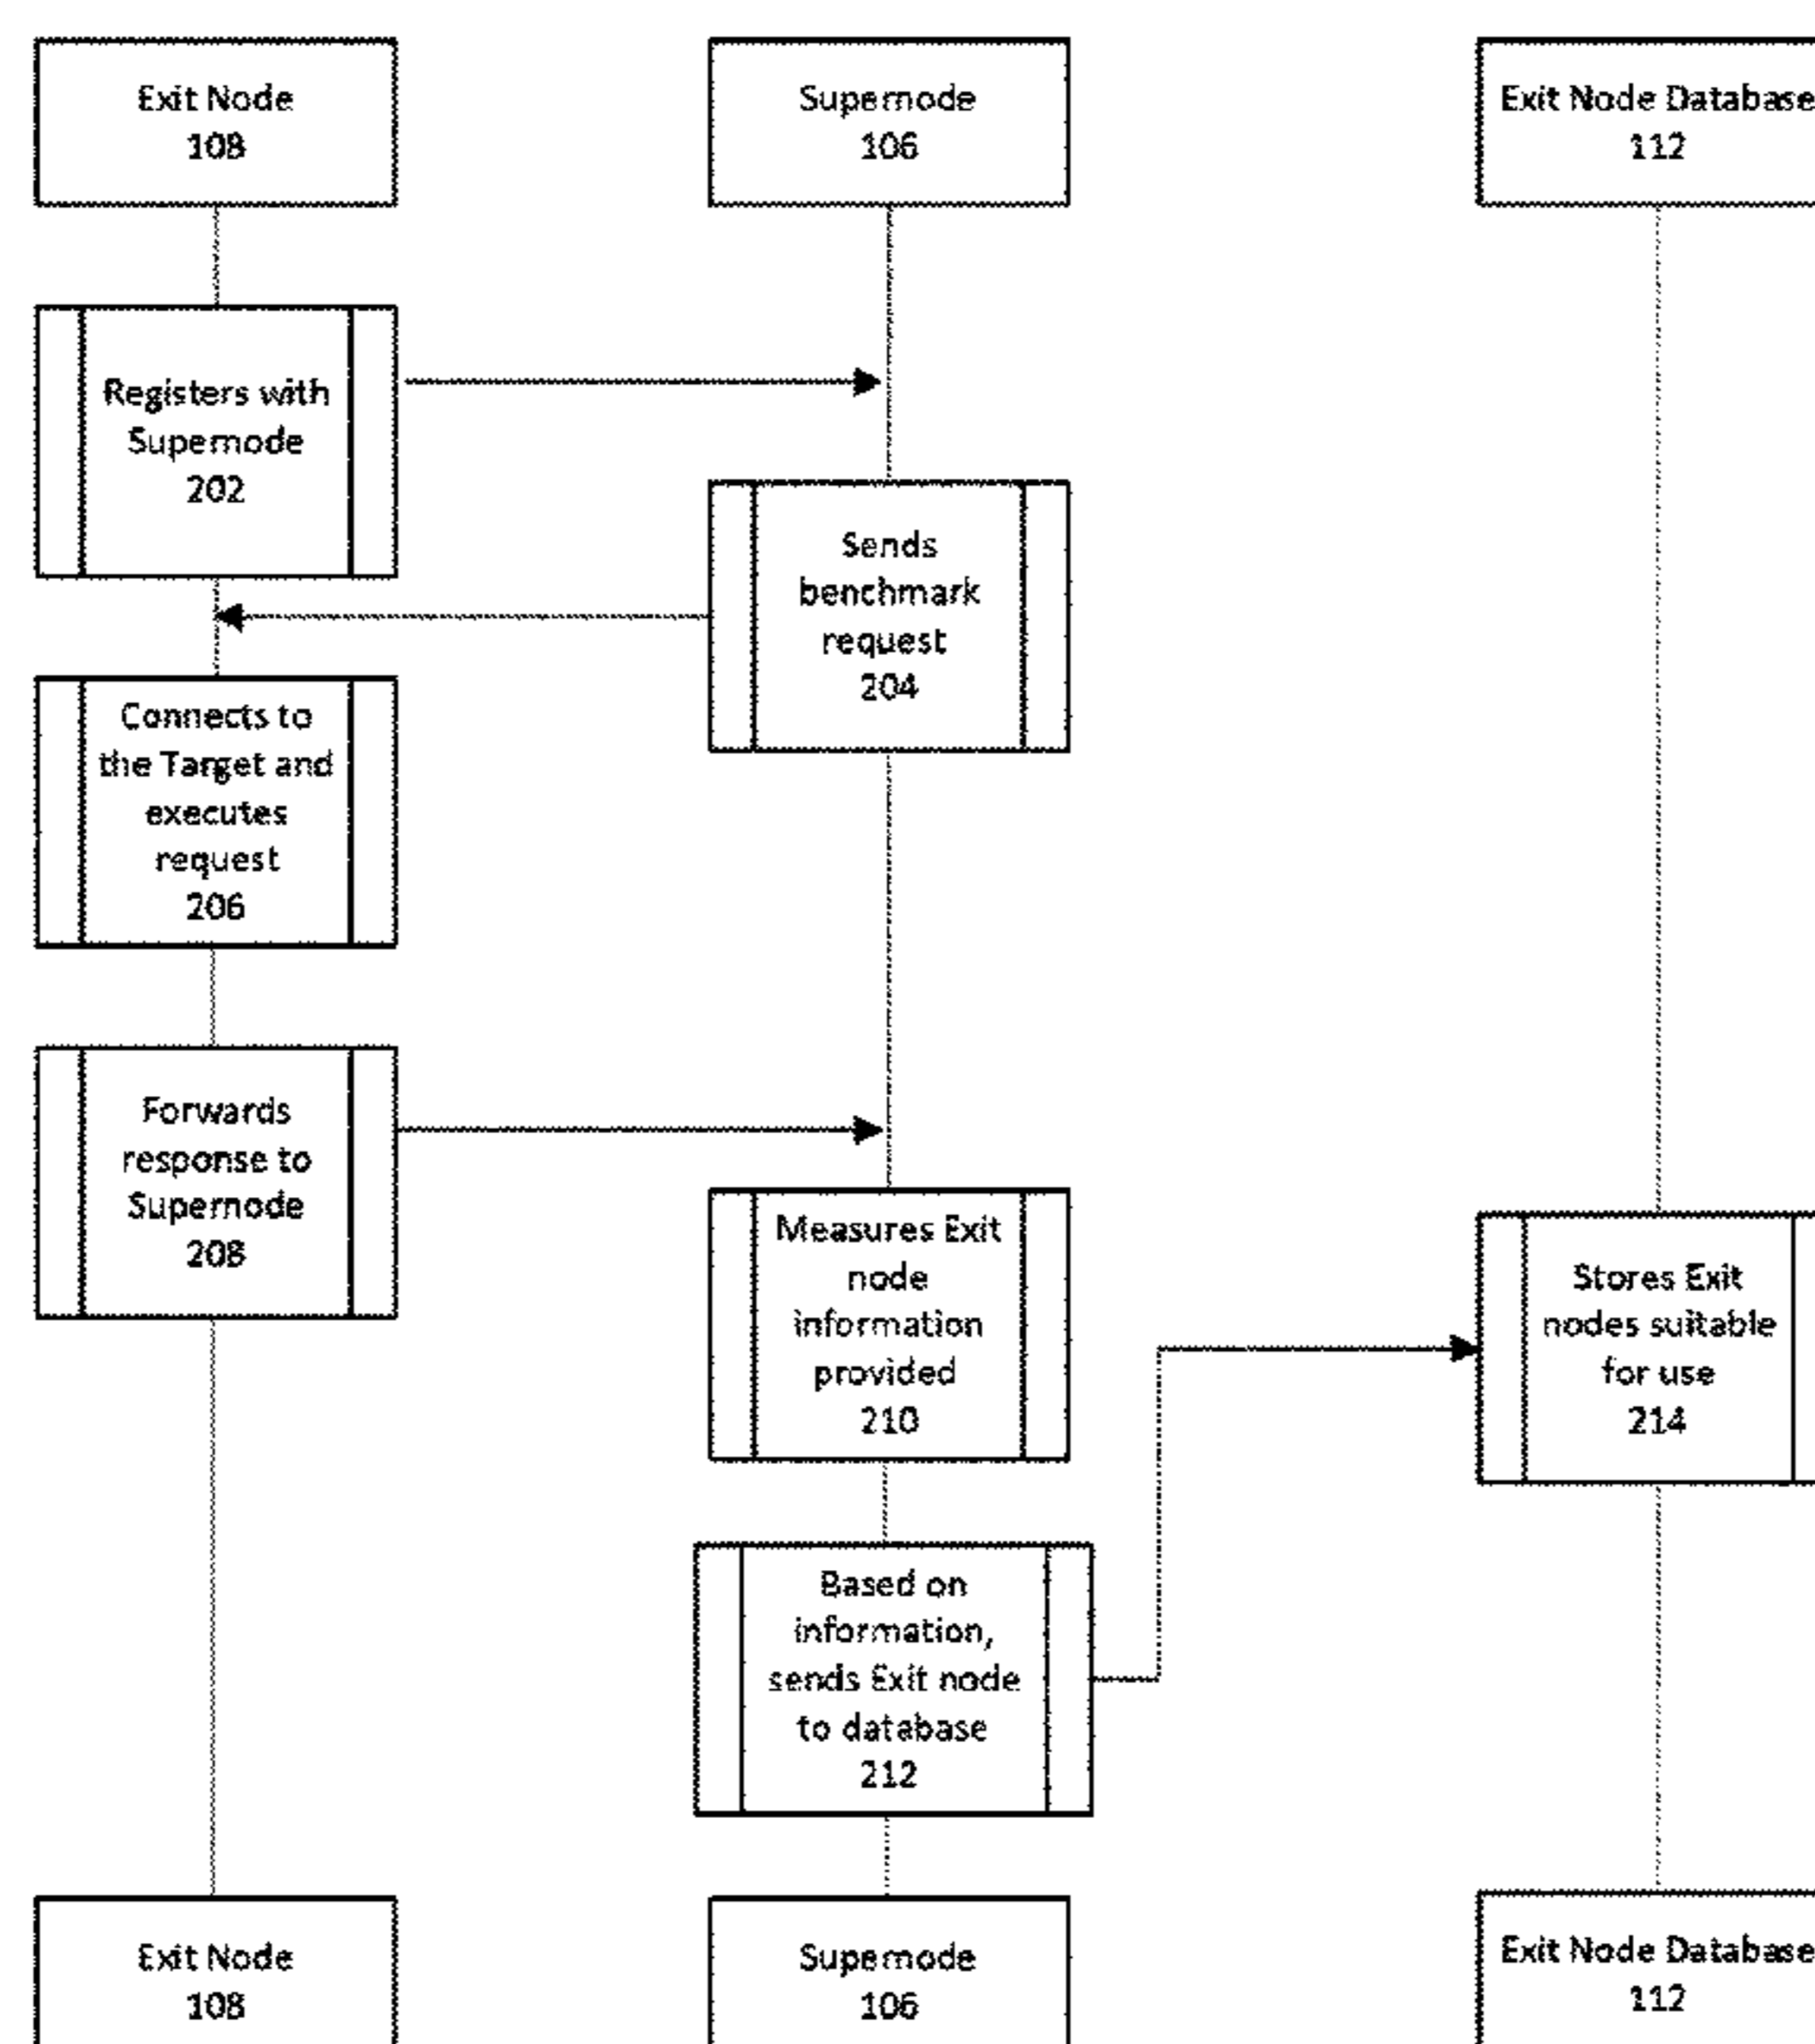 Exit Node
108
Supernode
106
Exit Node Database
112
Registers with
Supernode
202
Sends
benchmark
request
204
Connects to
the Target and
executes
request
206
Forwards
response to
Supernode
208
Measures Exit
node
information
provided
210
Stores Exit
nodes suitable
for use
214
Based on
information,
sends Exit node
to database
212
Exit Node
108
Supernode
106
Exit Node Database
112